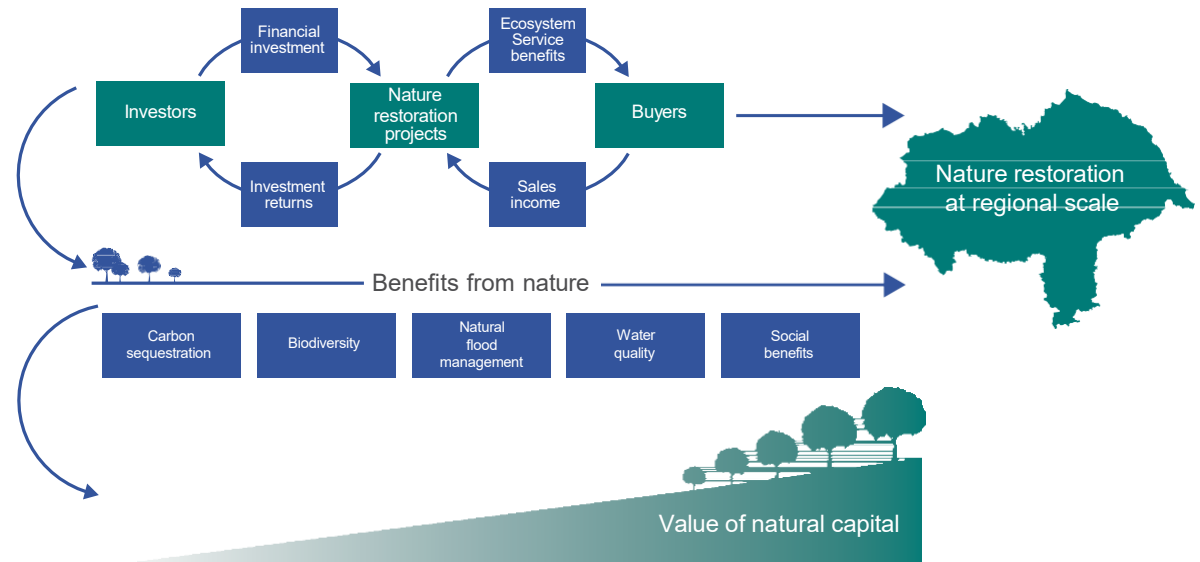 Financial
investment
Ecosystem
Service
benefits
Investors
Nature
restoration
projects
Buyers
Investment
returns
Sales
income
Nature restoration
at regional scale
Benefits from nature
Carbon
sequestration
Biodiversity
Natural
flood
management
Water
quality
Social
benefits
Value of natural capital